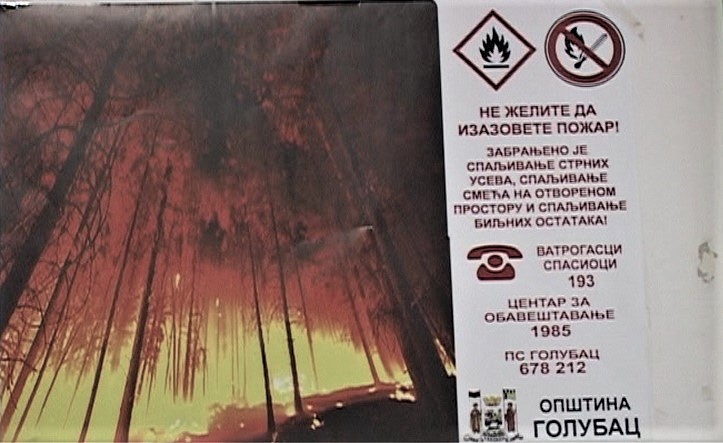 НЕ ЖЕЛИТЕ ДА
ИЗАЗОВЕТЕ ПОЖАР!
ЗАБРАЊЕНО ЈЕ
СПАЉИВАЊЕ СТРНИХ
УСЕВА, СПАЉИВАЊЕ
СМЕЋА НА ОТВОРЕНОМ
ПРОСТОРУ И СПАЉИВАЊЕ
БИЉНИХ ОСТАТАКА!
ВАТРОГАСЦИ
СПАСИОЦИ
193
ЦЕНТАР ЗА
ОБАВЕШТАВАЊЕ
1985
ПС ГОЛУБАЦ
678 212
ОПШТИНА
ГОЛУБАЦ